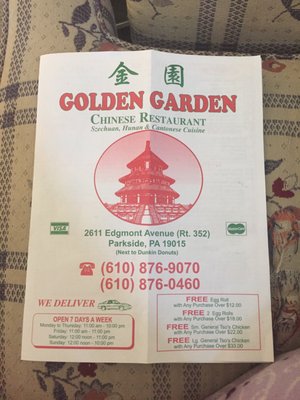 金 園
GOLDEN GARDEN
CHINESE RESTAURANT
Szechuan, Hunan & Cantonese Cuisine
VISA
2611 Edgmont Avenue (Rt. 352)
Parkside, PA 19015
(Next to Dunkin Donuts)
(610) 876-9070
(610) 876-0460
WE DELIVER
OPEN 7 DAYS A WEEK
Monday to Thursday: 11:00 am - 10:00 pm
Friday: 11:00 am - 11:00 pm
Saturday: 12:00 noon - 11:00 pm
Sunday: 12:00 noon - 10:00 pm
FREE Egg Roll
with Any Purchase Over $12.00
FREE 2 Egg Rolls
with Any Purchase Over $18.00
FREE Sm. General Tso's Chicken
with Any Purchase Over $22.00
FREE Lg. General Tso's Chicken
with Any Purchase Over $33.00